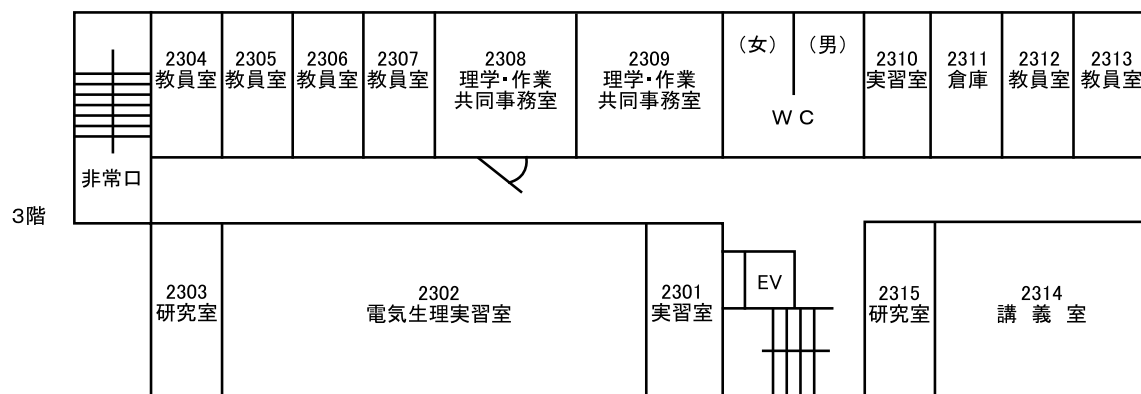 2304
教員室
2305
教員室
2306
教員室
2307
教員室
2308
理学・作業
共同事務室
2309
理学・作業
共同事務室
（女）
（男）
ＷＣ
2310
実習室
2311
倉庫
2312
教員室
2313
教員室
非常口
3階
2303
研究室
2302
電気生理実習室
2301
実習室
EV
2315
研究室
2314
講 義 室